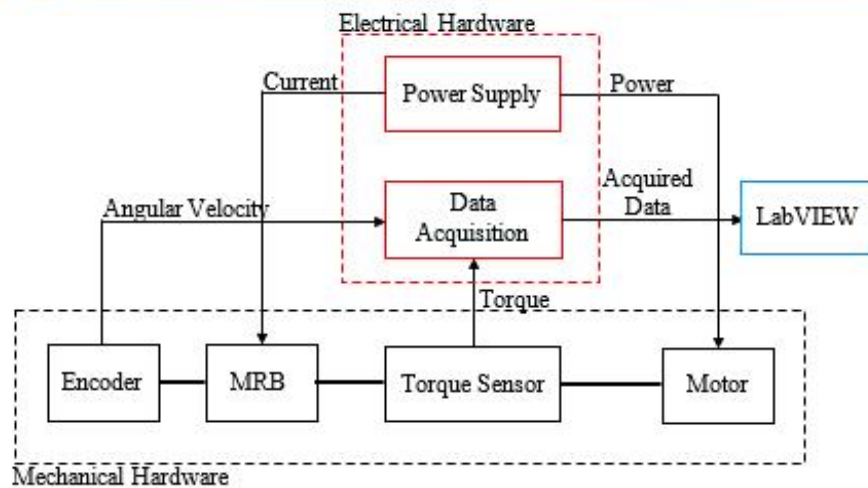 Electrical Hardware
Current
Power Supply
Power
Angular Velocity
Data
Acquisition
Acquired
Data
LabVIEW
Torque
Encoder
MRB
Torque Sensor
Motor
Mechanical Hardware